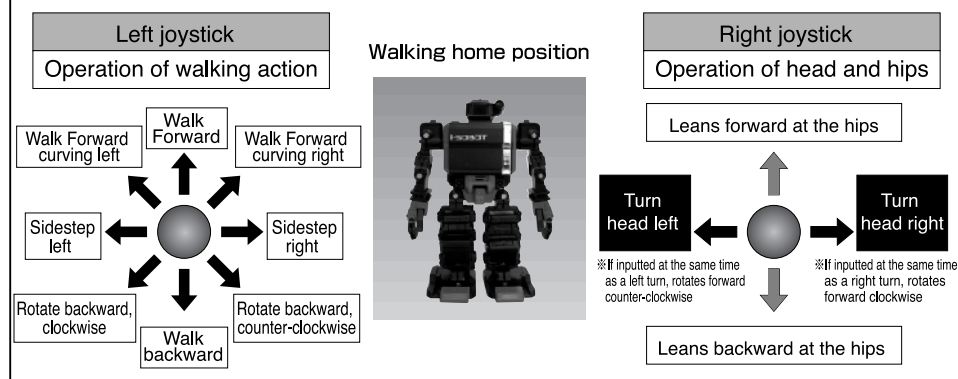 Left joystick
Operation of walking action
Walk Forward
curving left
Walk
Forward
Walk Forward
curving right
Sidestep
left
Sidestep
right
Rotate backward,
clockwise
Walk
backward
Rotate backward,
counter-clockwise
Walking home position
I-SOBOT
Right joystick
Operation of head and hips
Leans forward at the hips
Turn
head left
Turn
head right
※If inputted at the same time
as a left turn, rotates forward
counter-clockwise
※If inputted at the same time
as a right turn, rotates
forward clockwise
Leans backward at the hips